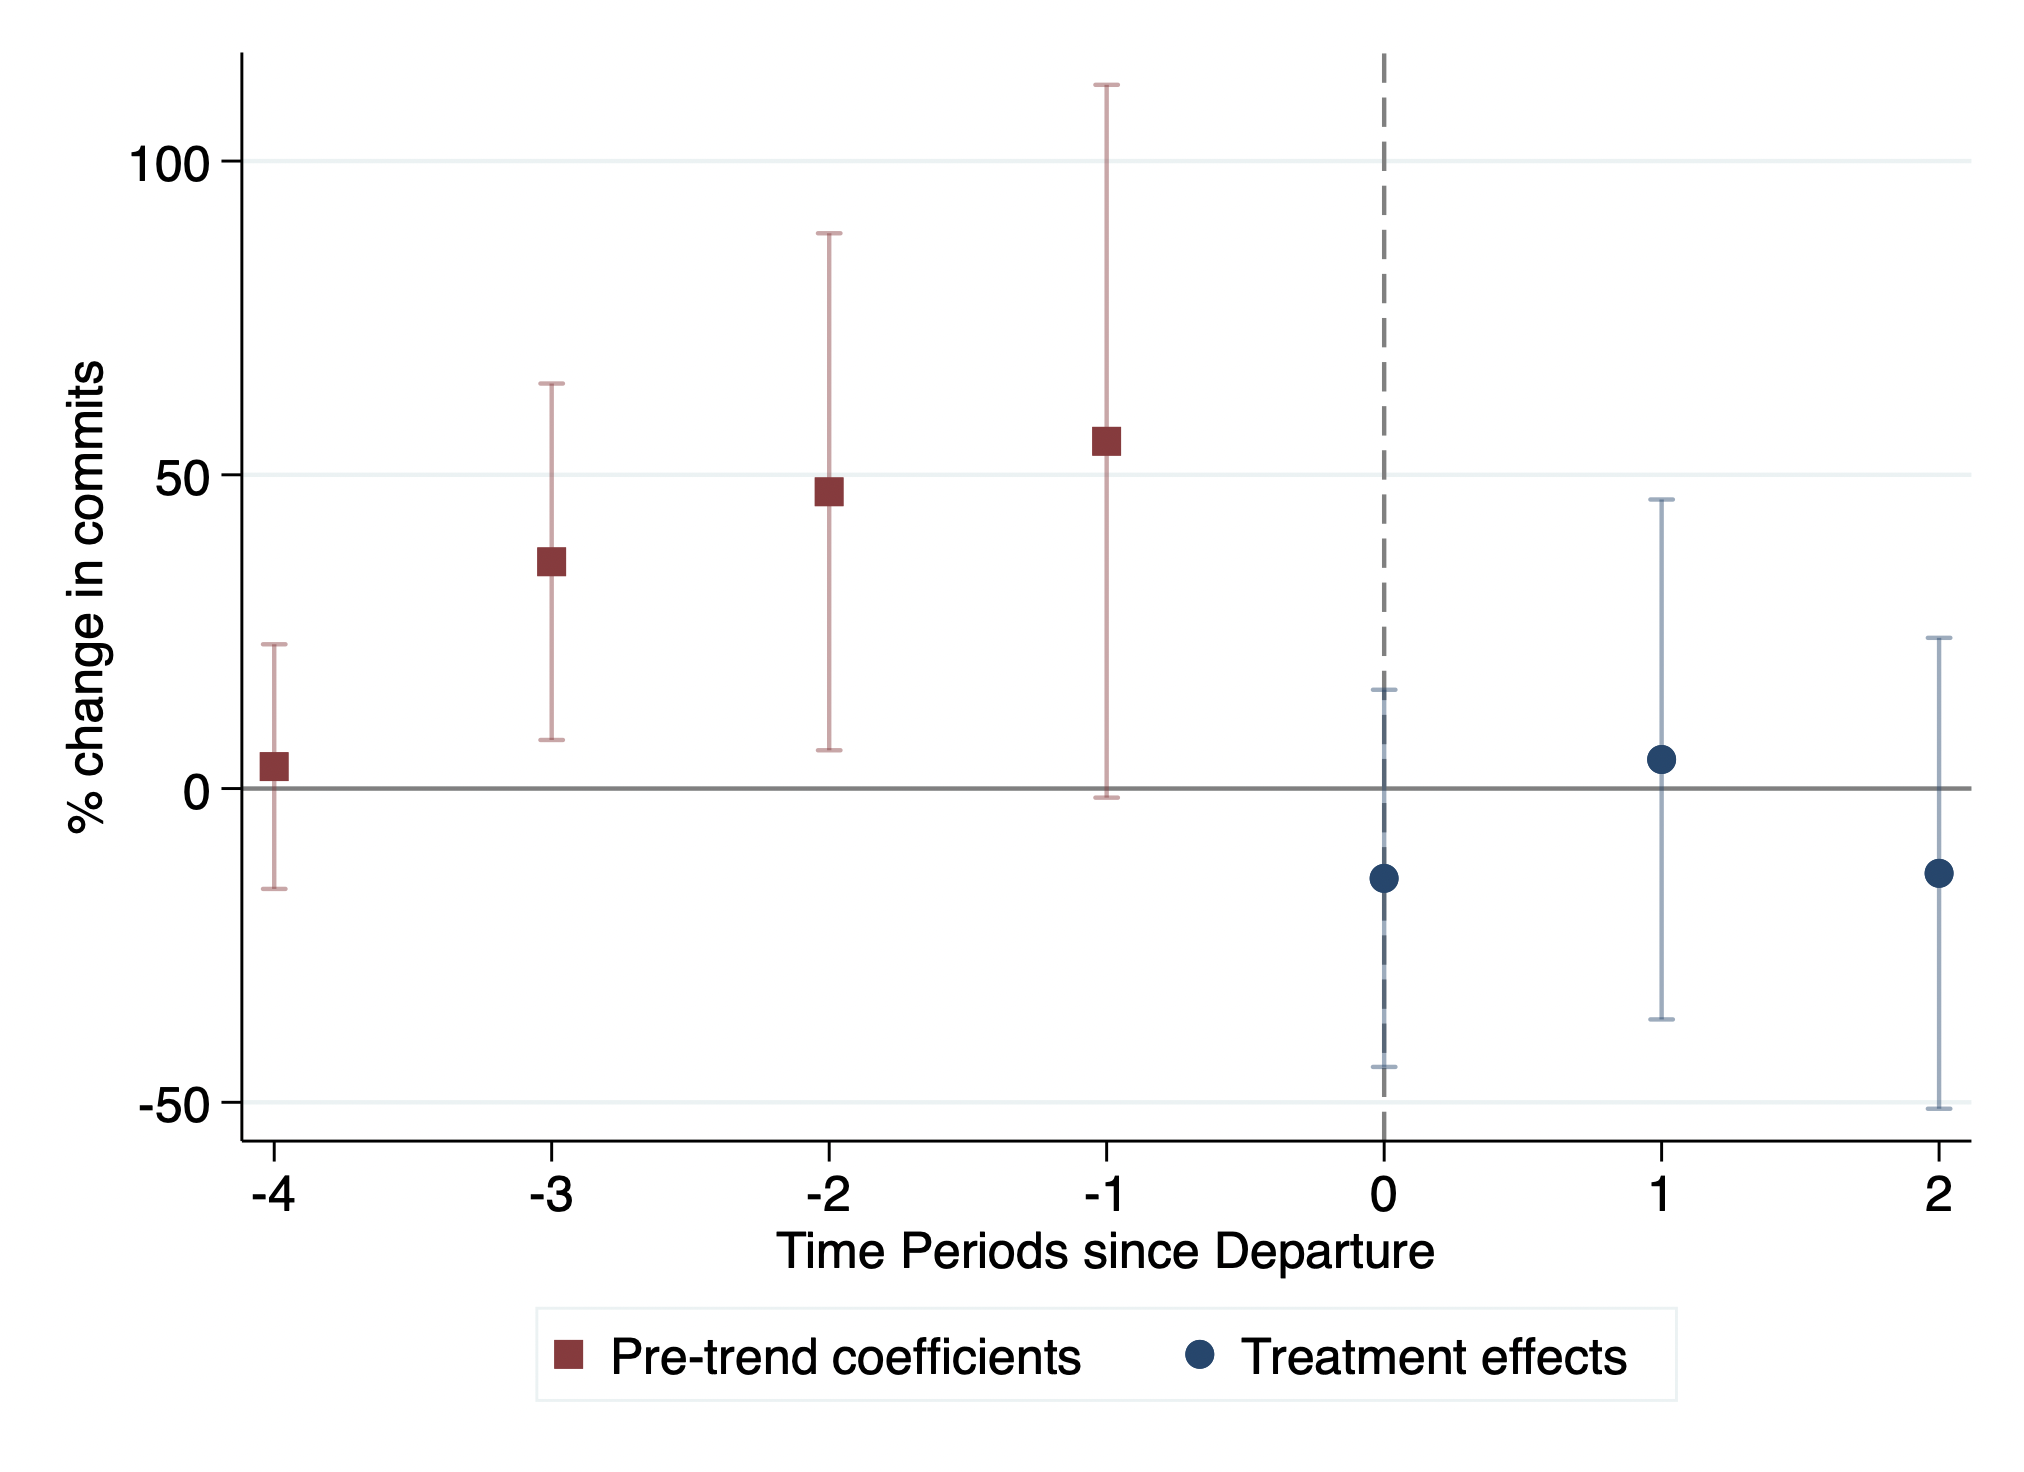 % change in commits
100
50
0
-50
-4 -3 -2 -1 0 1 2
Time Periods since Departure
Pre-trend coefficients Treatment effects